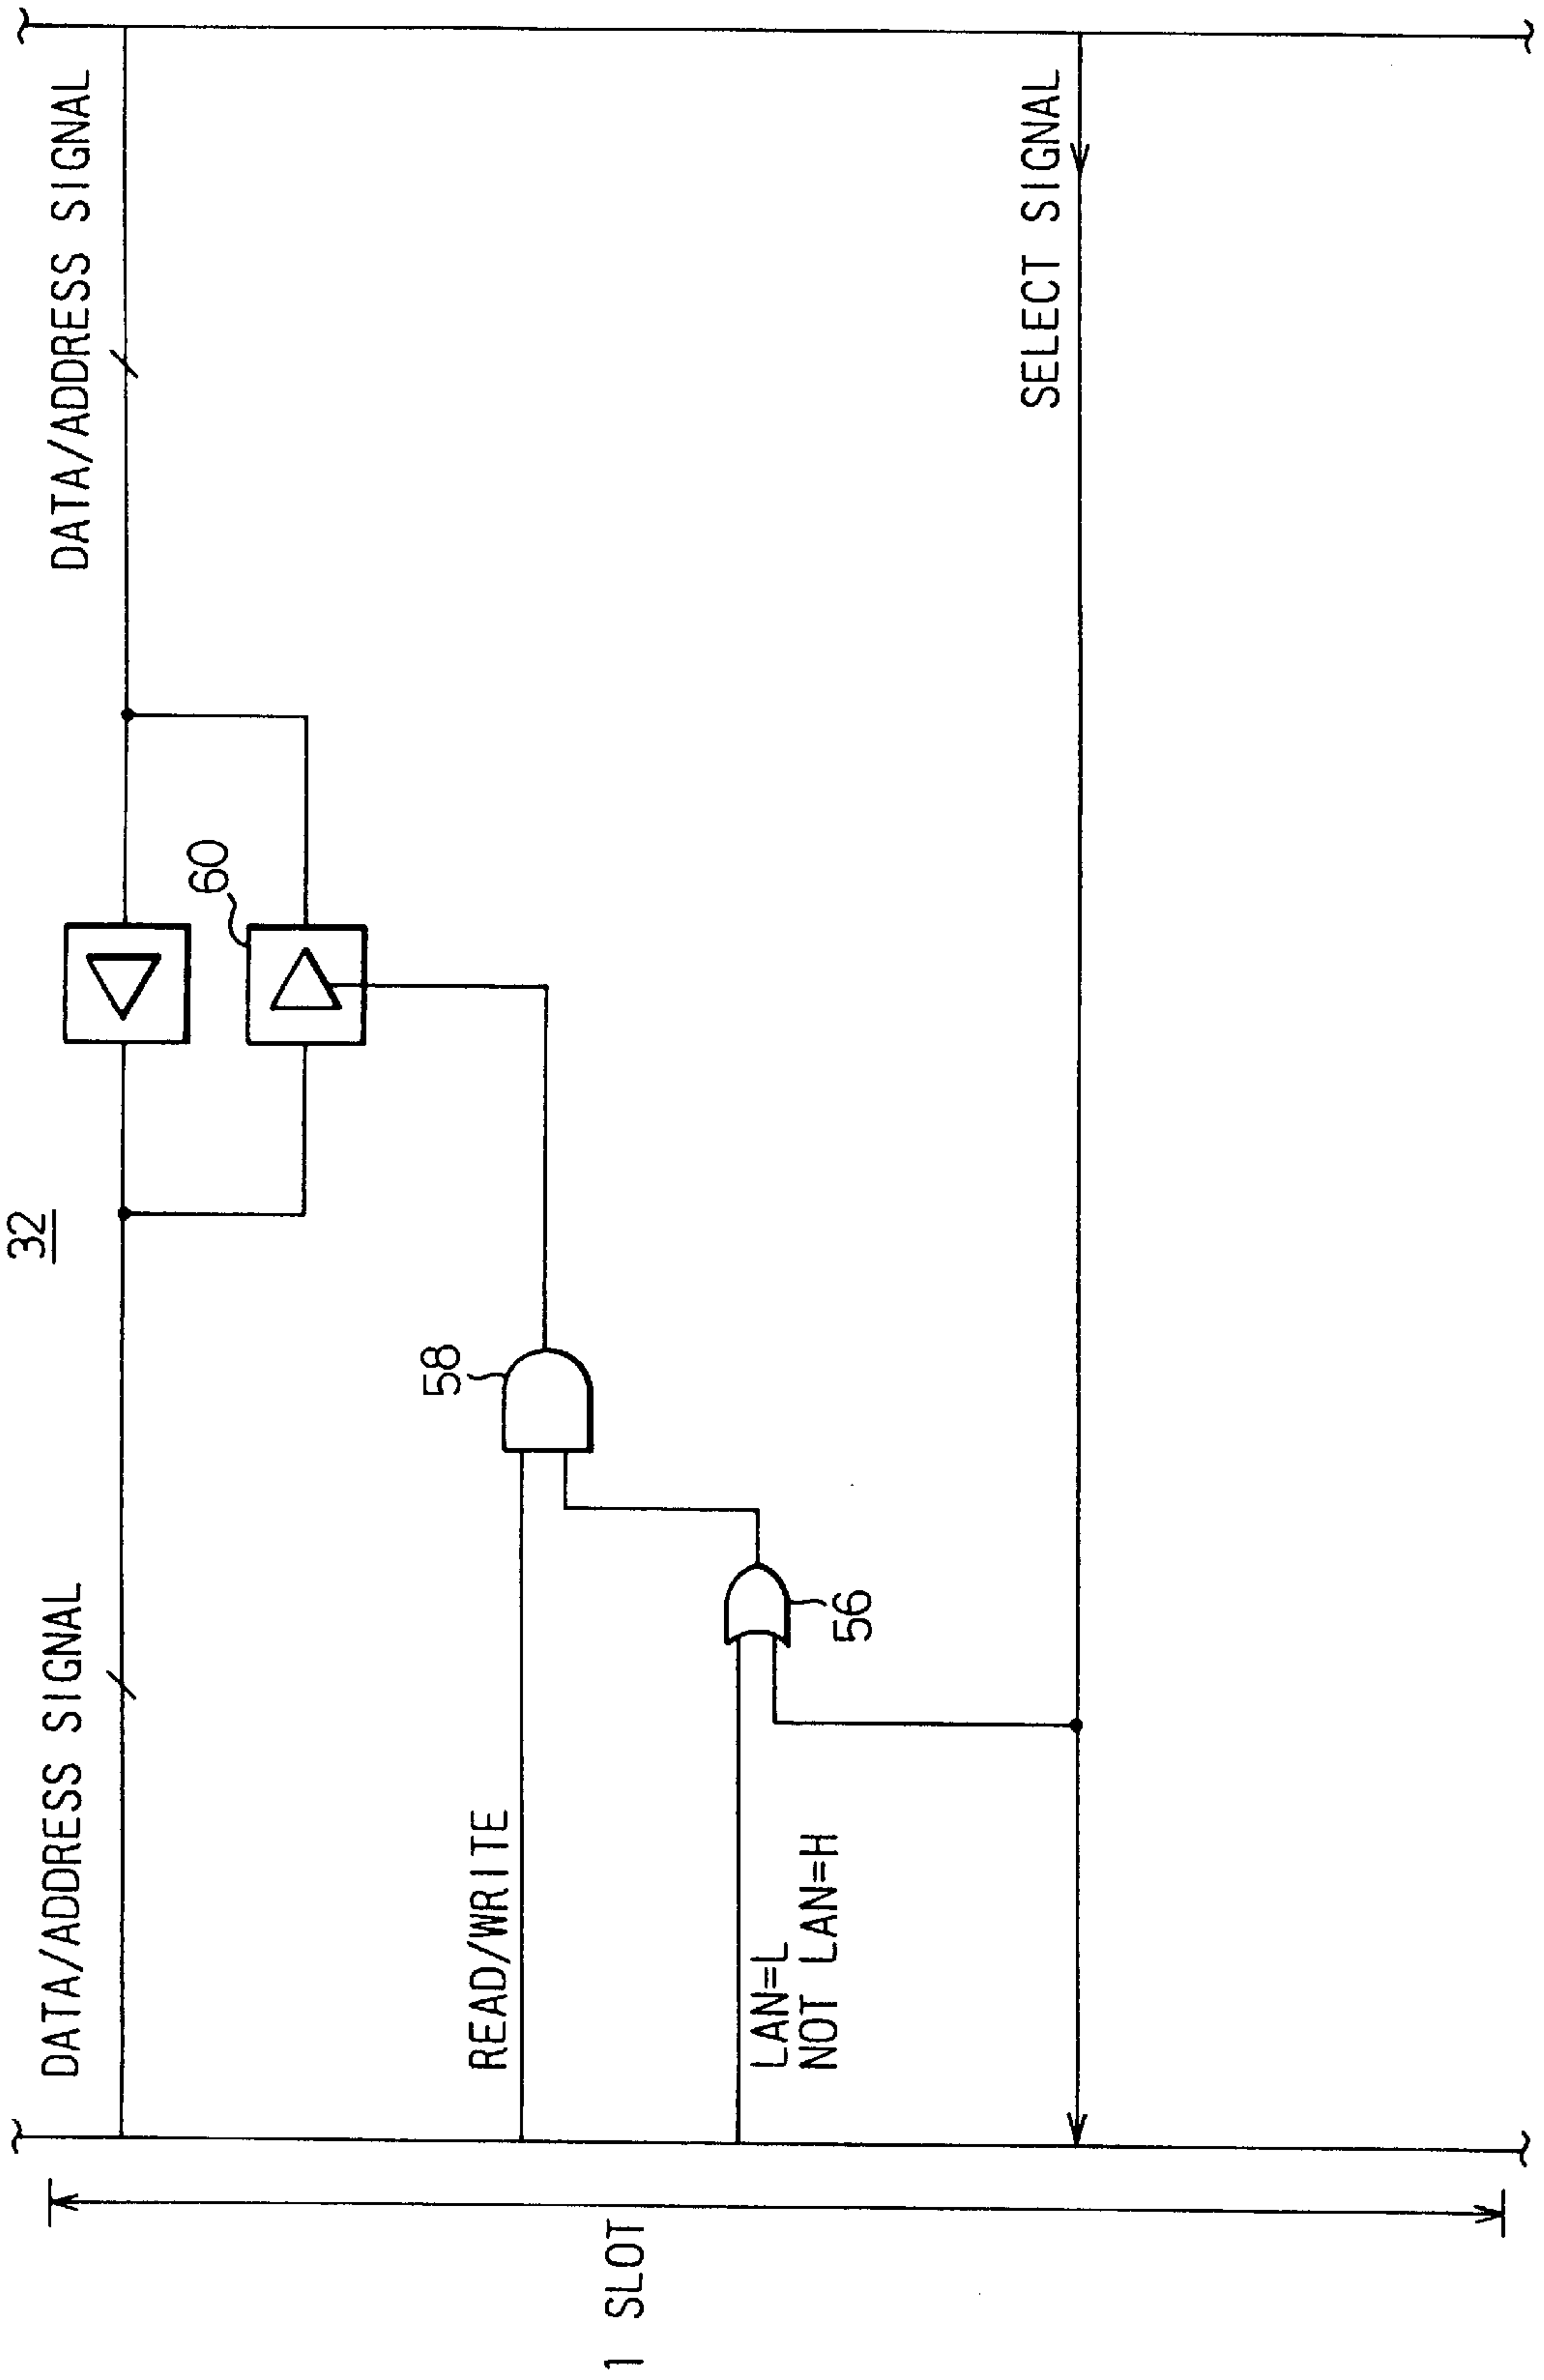 32
DATA/ADDRESS SIGNAL
DATA/ADDRESS SIGNAL
60
58
READ/WRITE
1 SLOT
LAN=L
NOT LAN=H
56
SELECT SIGNAL